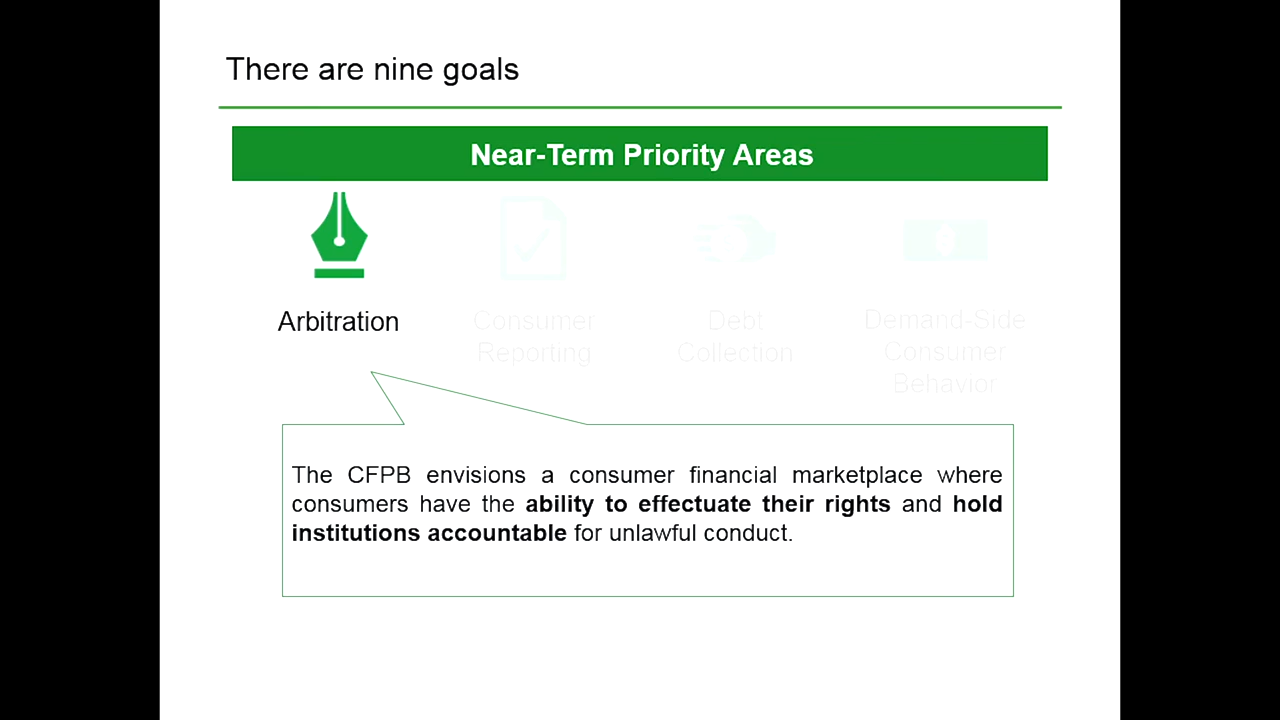 There are nine goals
Near-Term Priority Areas
Arbitration
Consumer
Reporting
Debt
Collection
Demand-Side
Consumer
Behavior
The CFPB envisions a consumer financial marketplace where
consumers have the ability to effectuate their rights and hold
institutions accountable for unlawful conduct.